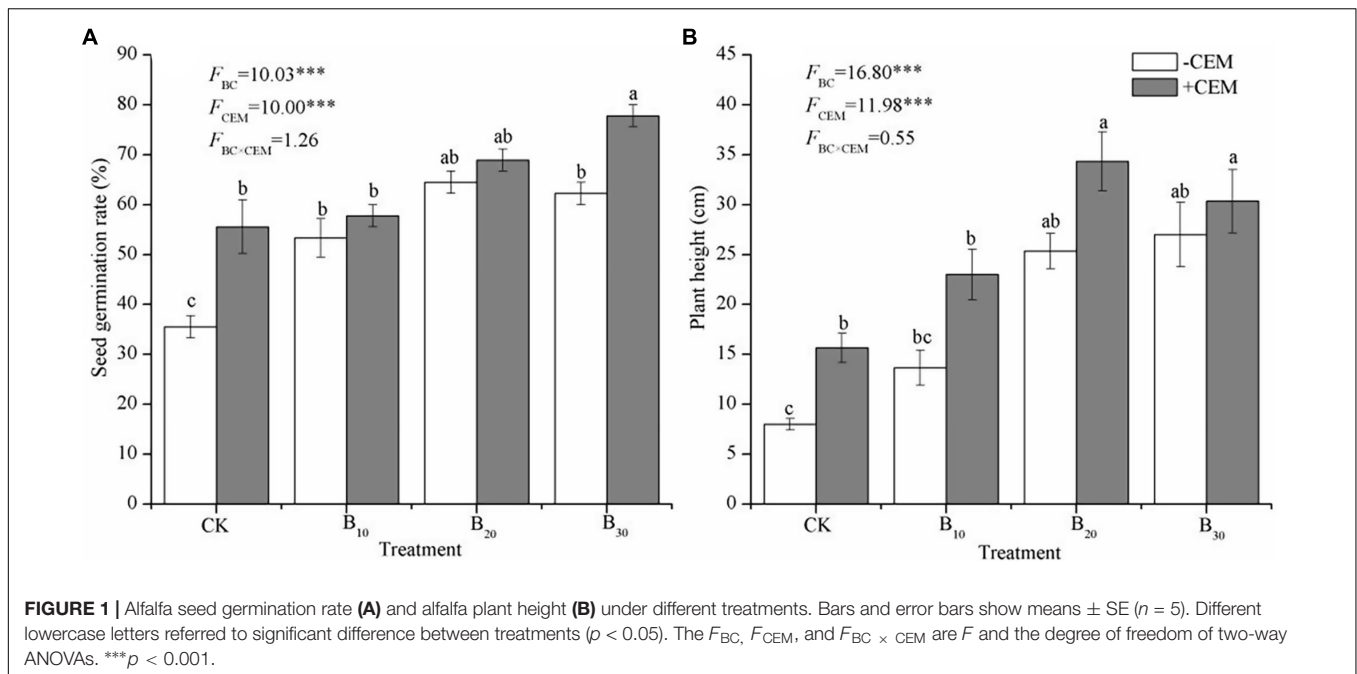 A
90
80
70
60
50
40
30
20
10
0
Seed germination rate (%)
F_BC=10.03***
F_CEM=10.00***
F_BC×CEM=1.26
c
b
b
b
ab
ab
b
a
CK
B10
B20
B30
Treatment
B
45
40
35
30
25
20
15
10
5
0
Plant height (cm)
F_BC=16.80***
F_CEM=11.98***
F_BC×CEM=0.55
-CEM
+CEM
c
b
bc
b
ab
a
ab
a
CK
B10
B20
B30
Treatment
FIGURE 1 | Alfalfa seed germination rate (A) and alfalfa plant height (B) under different treatments. Bars and error bars show means ± SE (n = 5). Different
lowercase letters referred to significant difference between treatments (p < 0.05). The F_BC, F_CEM, and F_BC × CEM are F and the degree of freedom of two-way
ANOVAs. ***p < 0.001.